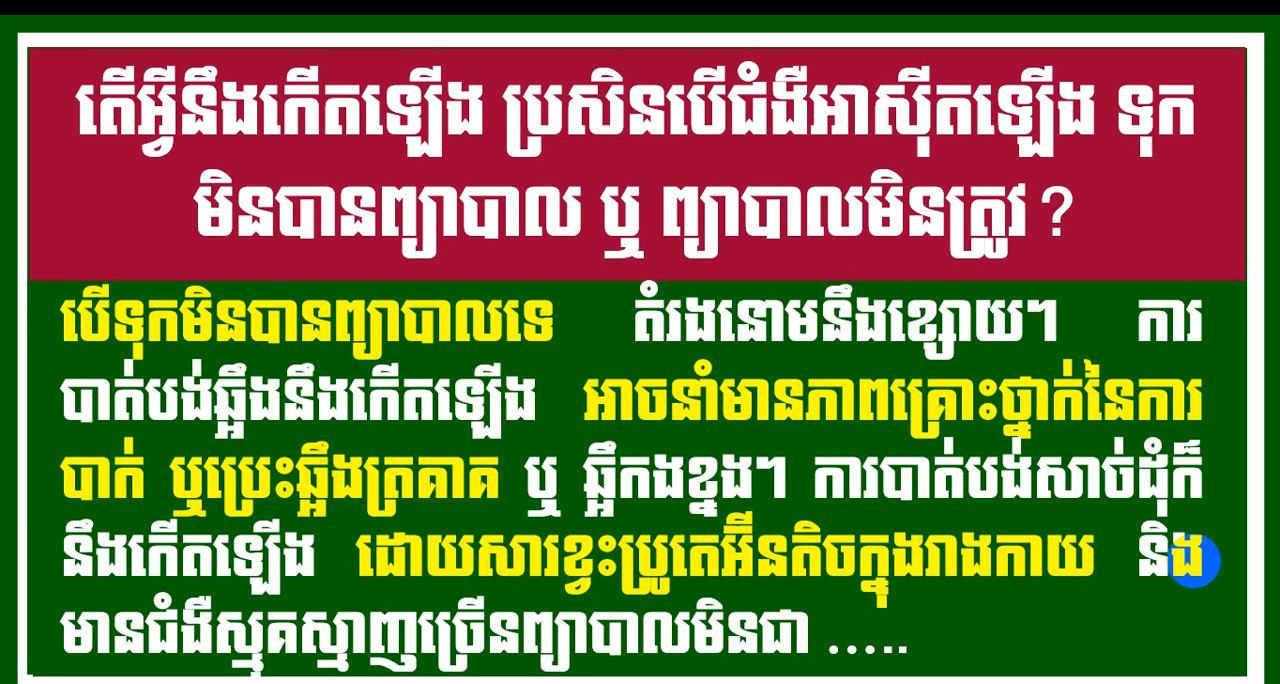 តើអ្វីនឹងកើតឡើង ប្រសិនបើជំងឺអាស៊ីតឡើង ទុក
មិនបានព្យាបាល ឬ ព្យាបាលមិនត្រូវ ?
បើទុកមិនបានព្យាបាលទេ តំរងនោមនឹងខ្សោយៗ ការ
បាត់បង់ឆ្អឹងនឹងកើតឡើង អាចនាំមានភាពគ្រោះថ្នាក់នៃការ
បាក់ ឬប្រេះឆ្អឹងត្រគាគ ឬ ឆ្អឹកងខ្នងៗ ការបាត់បង់សាច់ដុំក៏
នឹងកើតឡើង ដោយសារខ្វះប្រូតេអ៊ីនតិចក្នុងរាងកាយ និង
មានជំងឺស្មុគស្មាញច្រើនព្យាបាលមិនជា …..